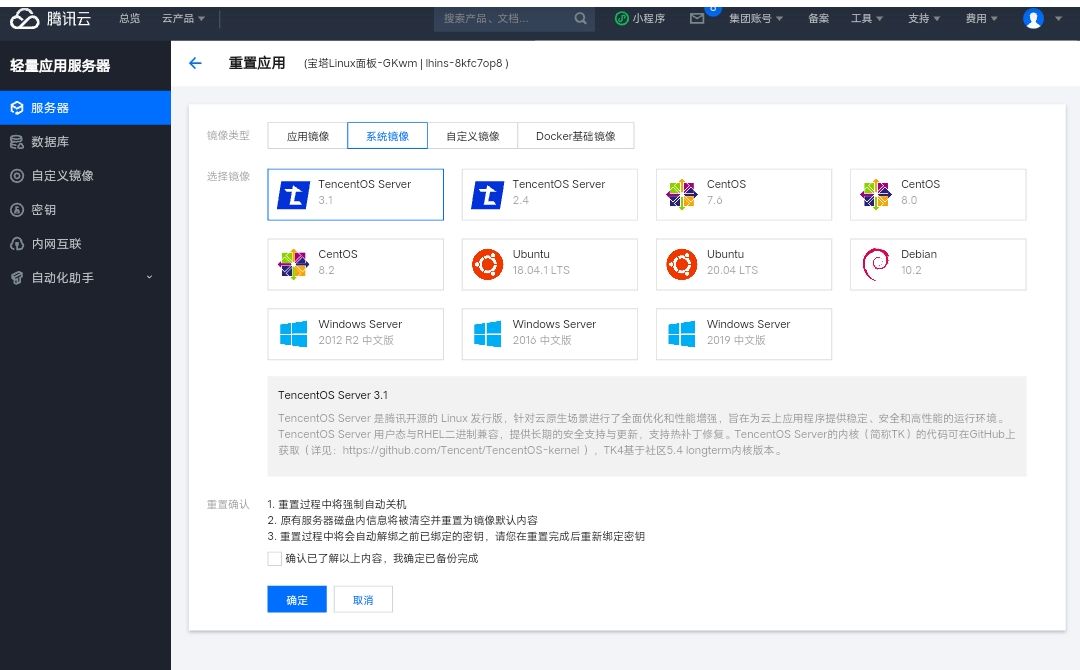 腾讯云 总览 云产品 搜索产品、文档... 小程序 集团账号 备案 工具 支持 费用
轻量应用服务器
服务器
数据库
自定义镜像
密钥
内网互联
自动化助手
重置应用 (宝塔Linux面板-GKwm | lhins-8kfc7op8 )
镜像类型 应用镜像 系统镜像 自定义镜像 Docker基础镜像
选择镜像
TencentOS Server
3.1
TencentOS Server
2.4
CentOS
7.6
CentOS
8.0
CentOS
8.2
Ubuntu
18.04.1 LTS
Ubuntu
20.04 LTS
Debian
10.2
Windows Server
2012 R2 中文版
Windows Server
2016 中文版
Windows Server
2019 中文版
TencentOS Server 3.1
TencentOS Server 是腾讯开源的 Linux 发行版，针对云原生场景进行了全面优化和性能增强，旨在为云上应用程序提供稳定、安全和高性能的运行环境。
TencentOS Server 用户态与RHEL二进制兼容，提供长期的安全支持与更新，支持热补丁修复。TencentOS Server的内核（简称TK）的代码可在GitHub上
获取（详见：https://github.com/Tencent/TencentOS-kernel ），TK4基于社区5.4 longterm内核版本。
重置确认
1. 重置过程中将强制自动关机
2. 原有服务器磁盘内信息将被清空并重置为镜像默认内容
3. 重置过程中将会自动解绑之前已绑定的密钥，请您在重置完成后重新绑定密钥
确认已了解以上内容，我确定已备份完成
确定 取消